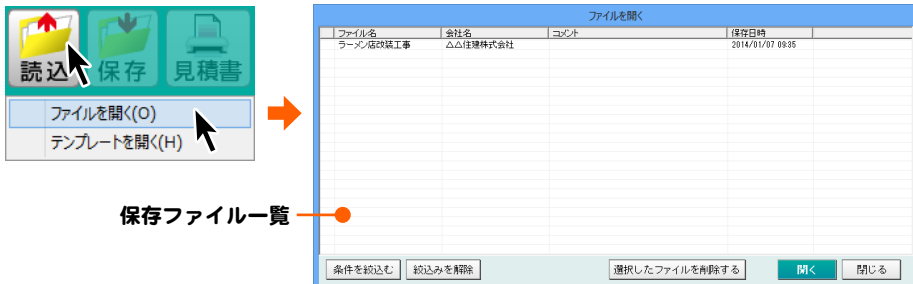 読込
保存
見積書
ファイルを開く(O)
テンプレートを開く(H)
保存ファイル一覧
ファイルを開く
ファイル名 会社名 コメント 保存日時
ラーメン店改装工事 △△住建株式会社 2014/01/07 09:35
条件を絞込む 絞込みを解除 選択したファイルを削除する 開く 閉じる